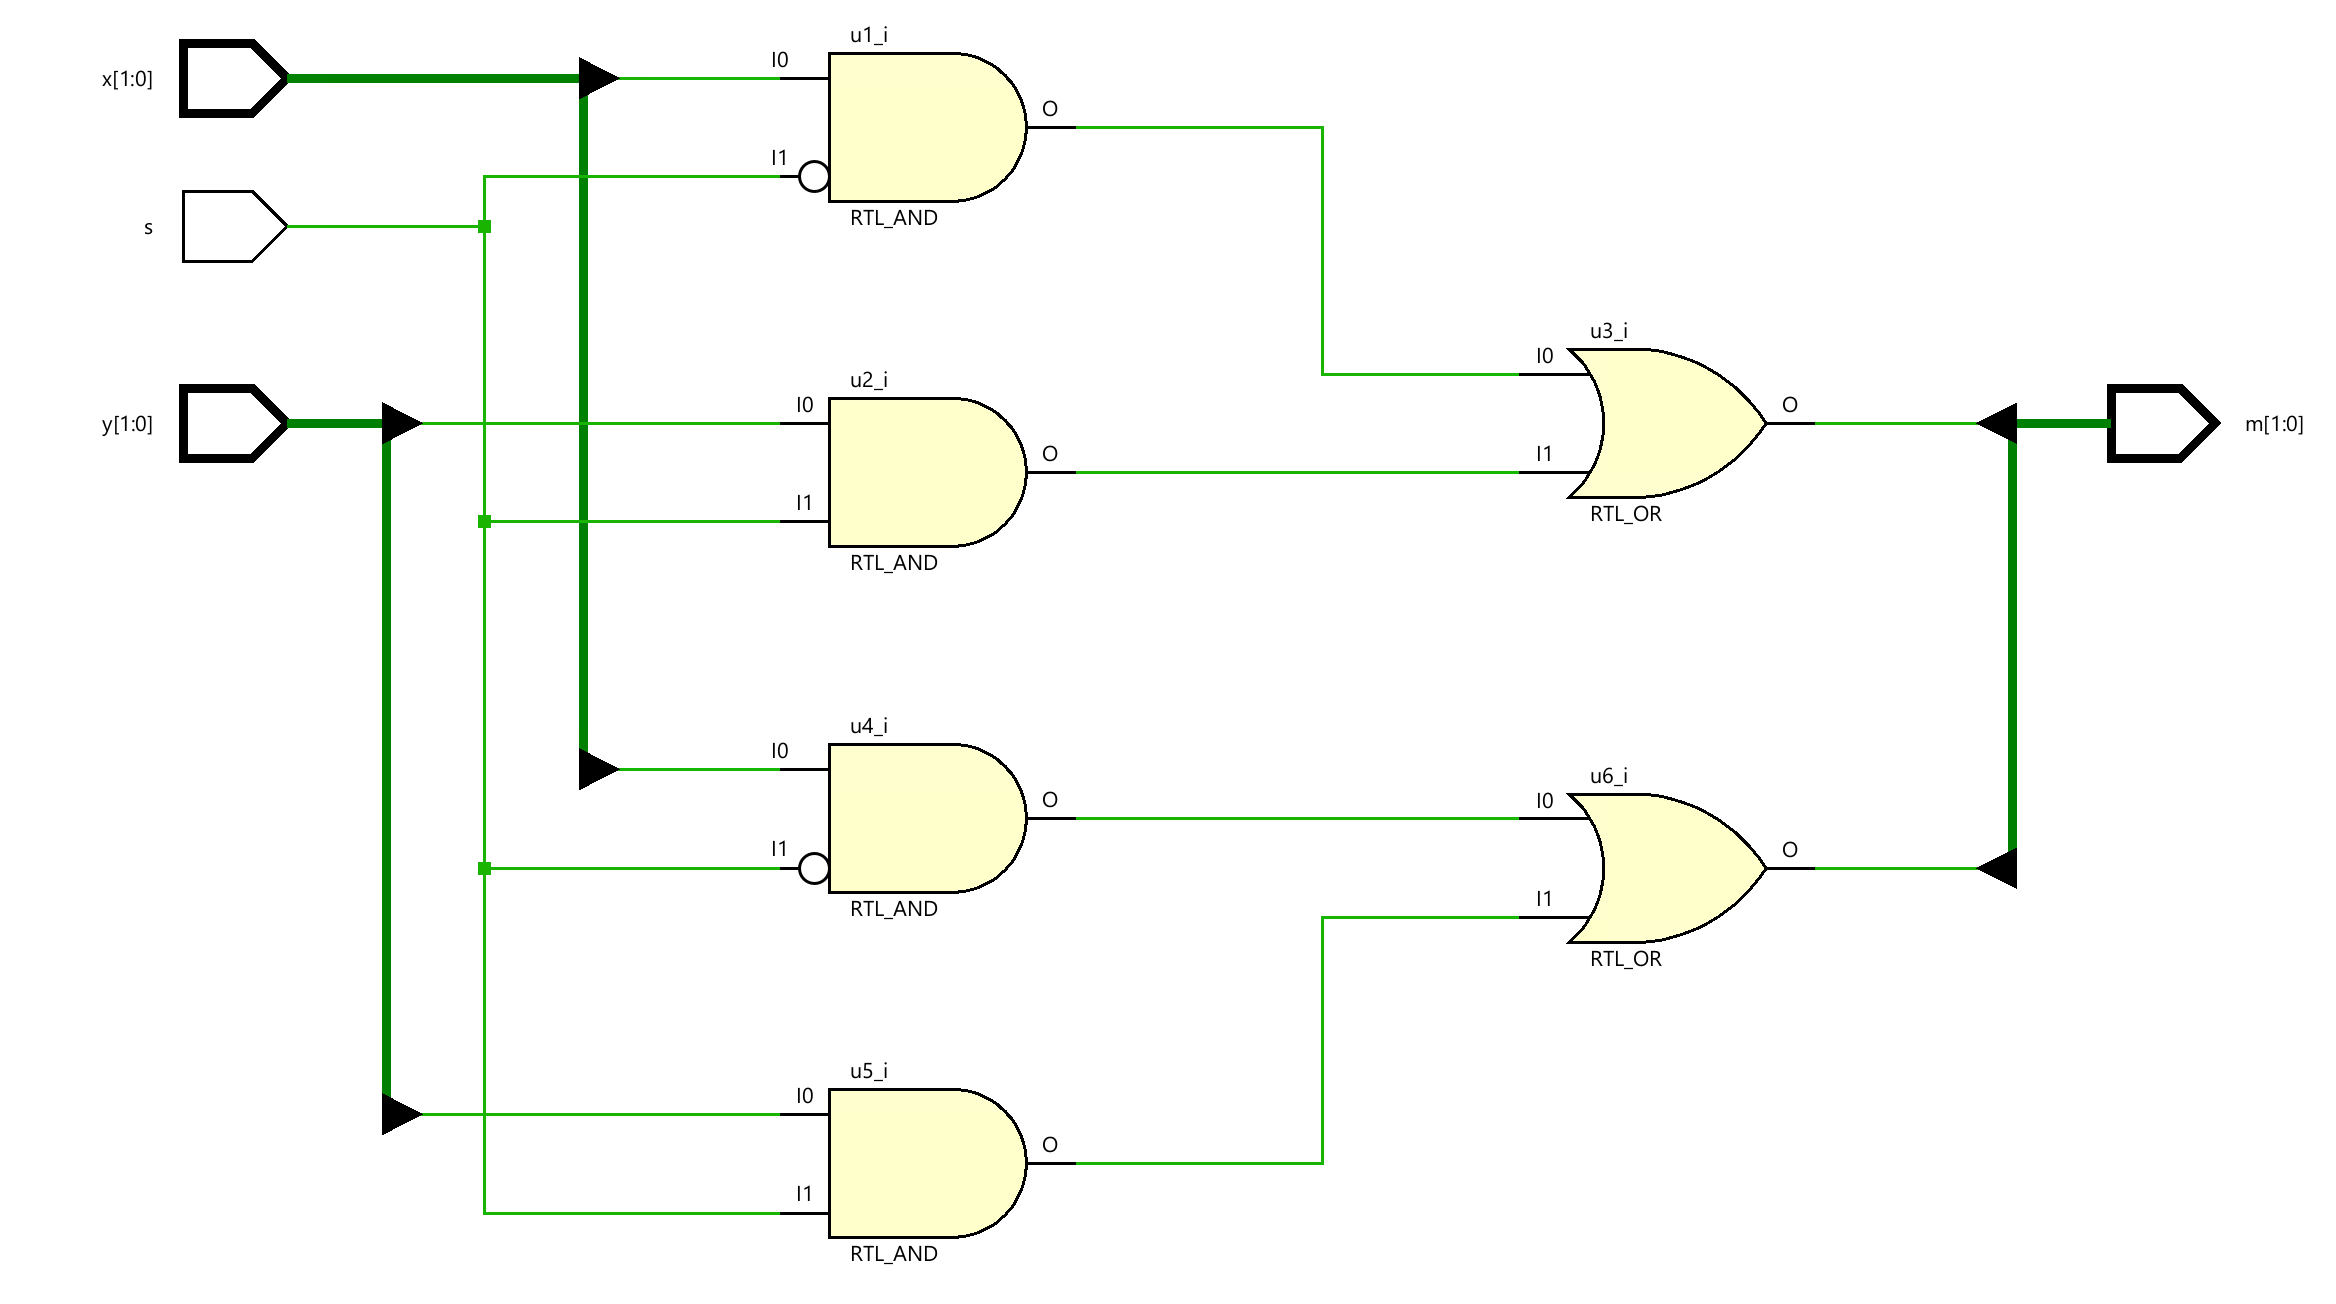 u1_i
x[1:0]
I0
O
I1
RTL_AND
s
u3_i
u2_i
I0
I0
O
y[1:0]
m[1:0]
O
I1
I1
RTL_OR
RTL_AND
u4_i
I0
u6_i
O
I0
I1
O
RTL_AND
I1
RTL_OR
u5_i
I0
O
I1
RTL_AND